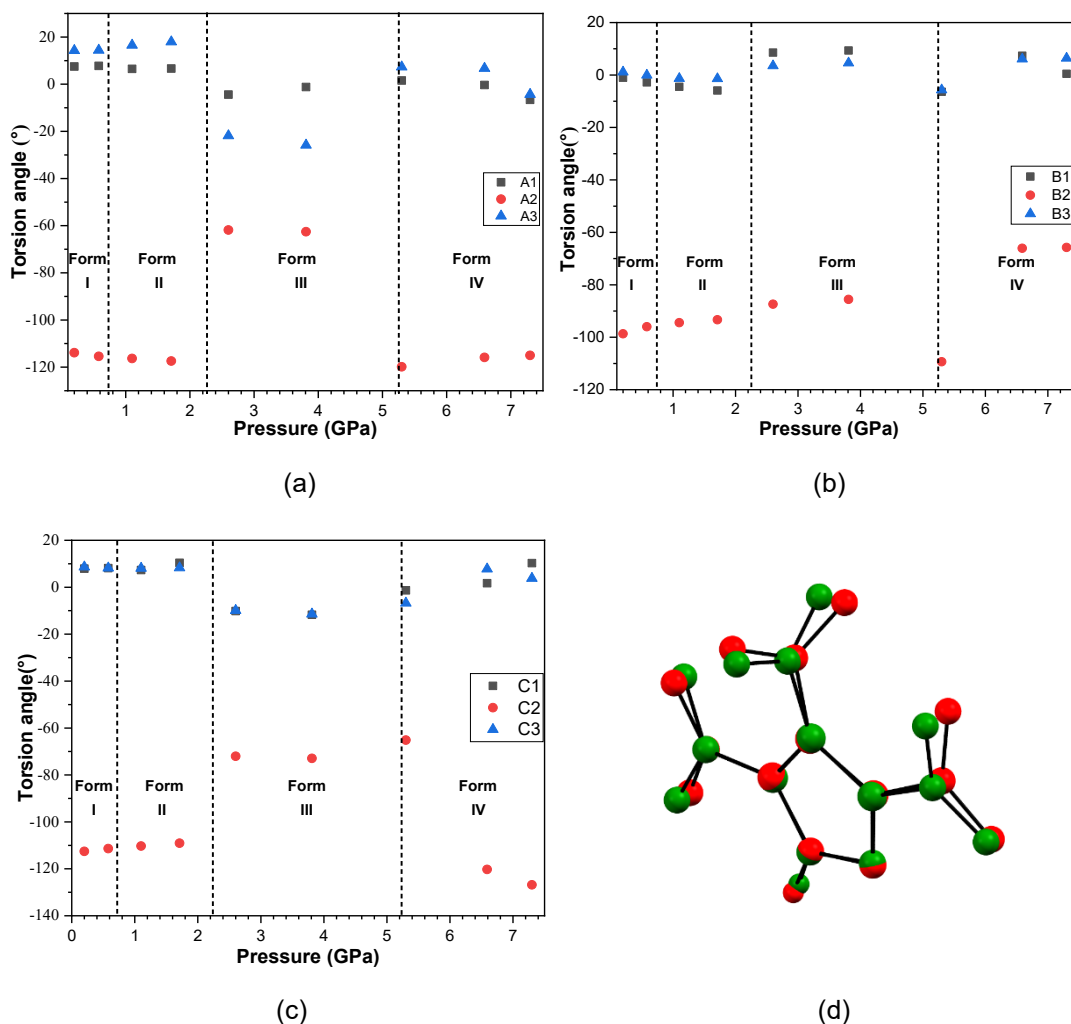 20
0
-20
-40
-60
-80
-100
-120
Torsion angle (°)
A1
A2
A3
Form
I
Form
II
Form
III
Form
IV
1
2
3
4
5
6
7
Pressure (GPa)
(a)
20
0
-20
-40
-60
-80
-100
-120
Torsion angle(°)
B1
B2
B3
Form
I
Form
II
Form
III
Form
IV
1
2
3
4
5
6
7
Pressure (GPa)
(b)
20
0
-20
-40
-60
-80
-100
-120
-140
Torsion angle(°)
C1
C2
C3
Form
I
Form
II
Form
III
Form
IV
0
1
2
3
4
5
6
7
Pressure (GPa)
(c)
(d)